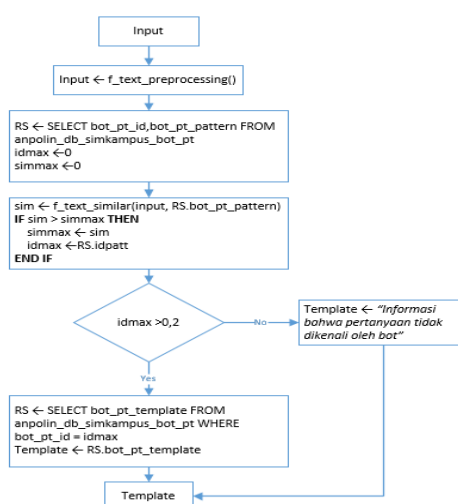 Input
Input ← f_text_preprocessing()
RS ← SELECT bot_pt_id,bot_pt_pattern FROM
anpolin_db_simkampus_bot_pt
idmax ←0
simmax ←0
sim ← f_text_similar(input, RS.bot_pt_pattern)
IF sim > simmax THEN
simmax ← sim
idmax ←RS.idpatt
END IF
idmax >0,2
No
Template ← “Informasi
bahwa pertanyaan tidak
dikenali oleh bot”
Yes
RS ← SELECT bot_pt_template FROM
anpolin_db_simkampus_bot_pt WHERE
bot_pt_id = idmax
Template ← RS.bot_pt_template
Template